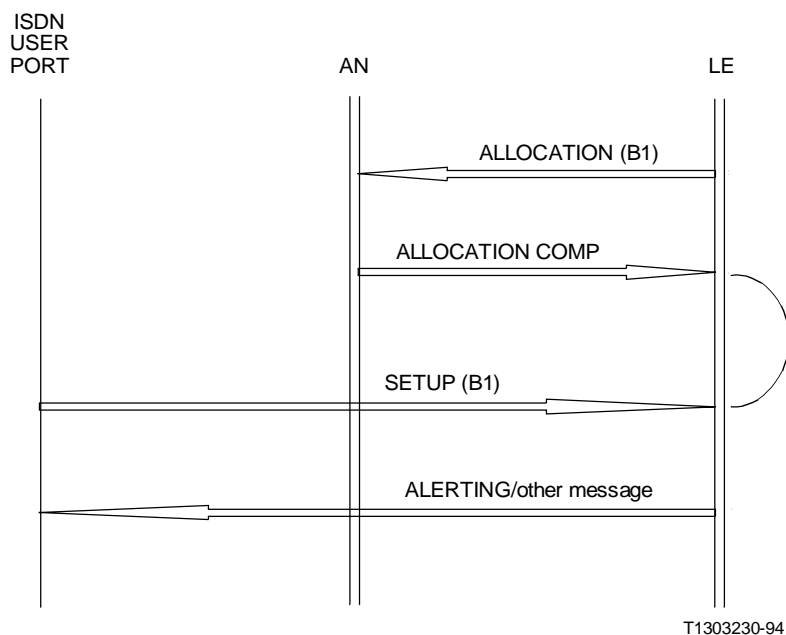 ISDN
USER
PORT
AN
LE
ALLOCATION (B1)
ALLOCATION COMP
SETUP (B1)
ALERTING/other message
T1303230-94